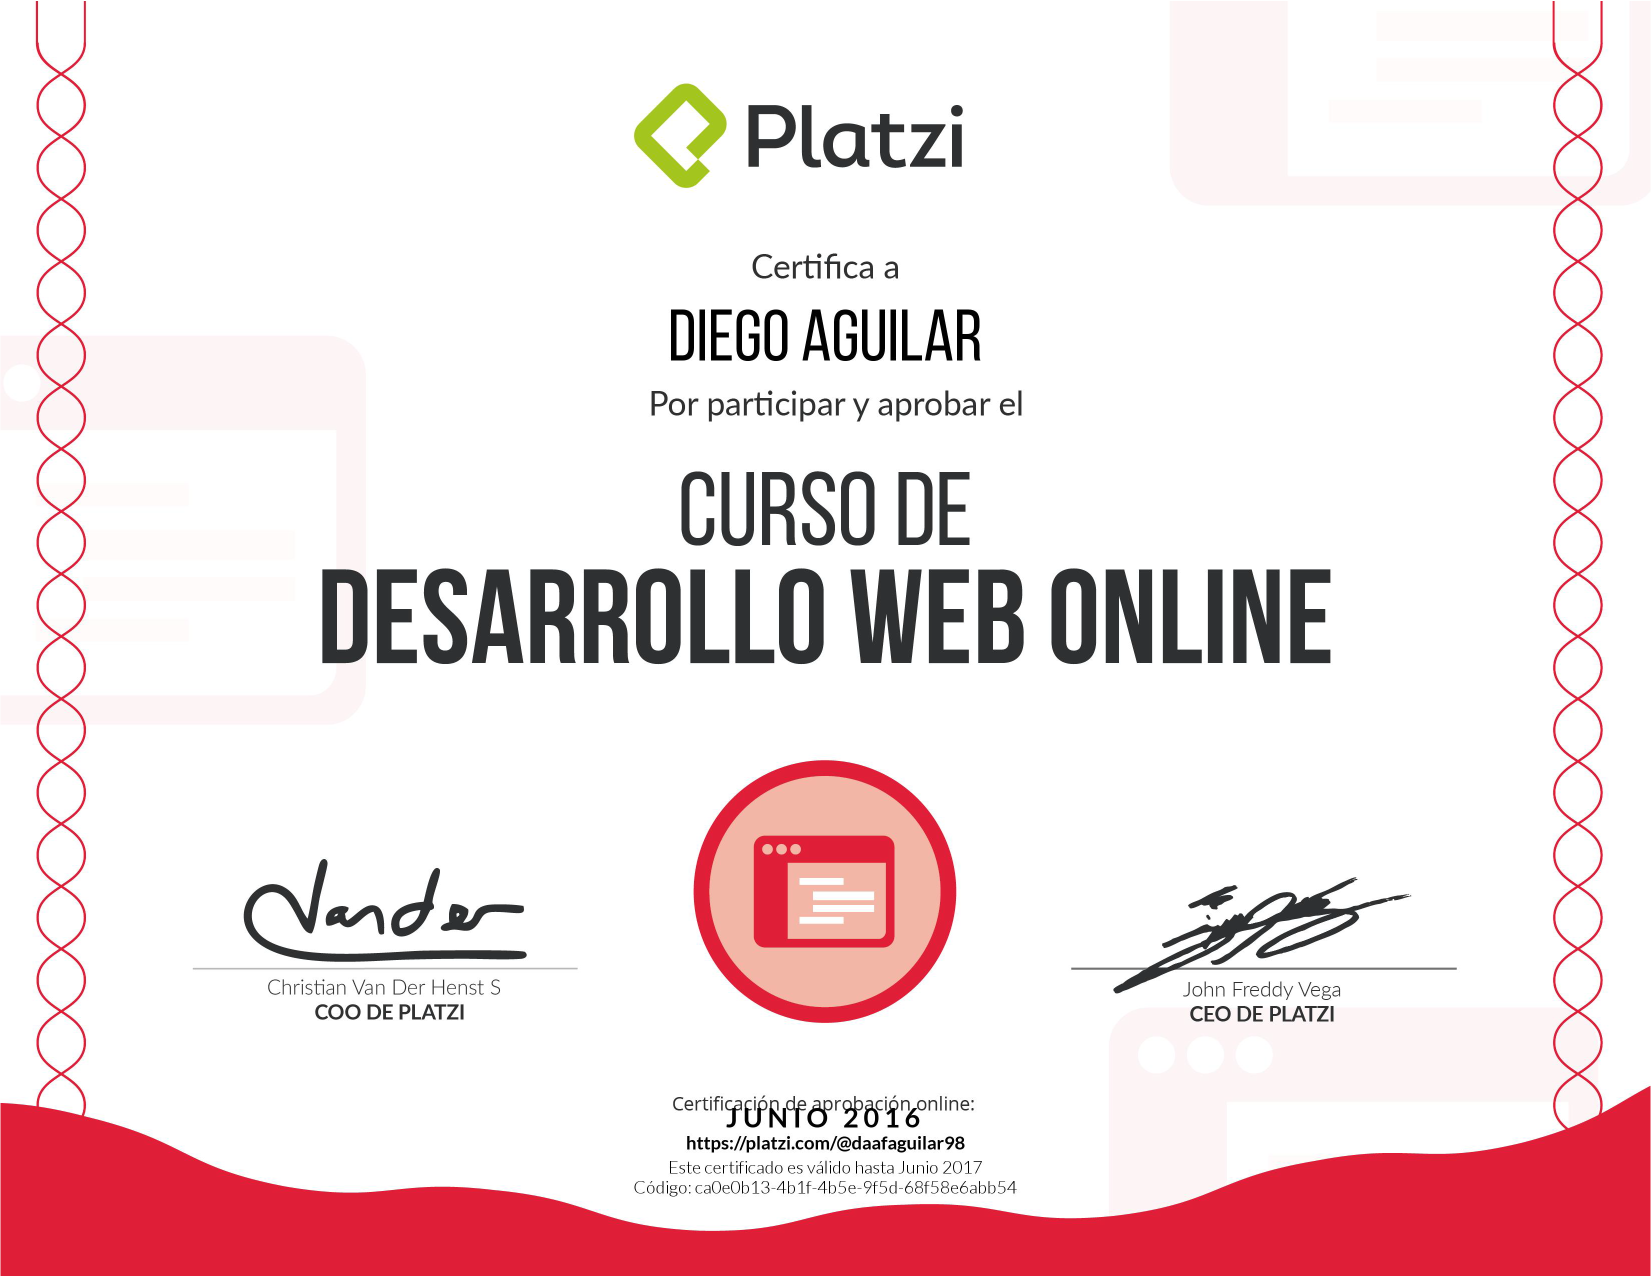 Platzi
Certifica a
DIEGO AGUILAR
Por participar y aprobar el
CURSO DE
DESARROLLO WEB ONLINE
Vander
Christian Van Der Henst S
COO DE PLATZI
John Freddy Vega
CEO DE PLATZI
Certificación de aprobación online:
JUNIO 2016
https://platzi.com/@daafaguilar98
Este certificado es válido hasta Junio 2017
Código: ca0e0b13-4b1f-4b5e-9f5d-68f58e6abb54